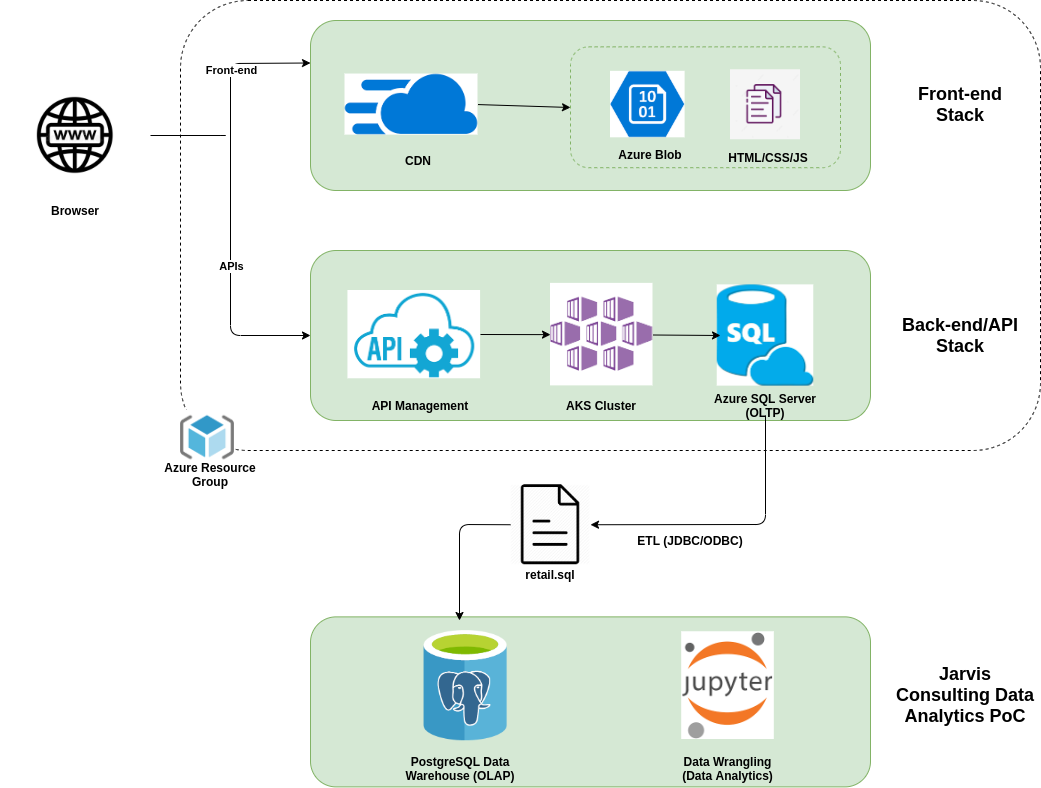 Front-end
WWW
Browser
CDN
10
01
Azure Blob
HTML/CSS/JS
Front-end
Stack
APIs
API
API Management
AKS Cluster
SQL
Azure SQL Server
(OLTP)
Back-end/API
Stack
Azure Resource
Group
ETL (JDBC/ODBC)
retail.sql
PostgreSQL Data
Warehouse (OLAP)
jupyter
Data Wrangling
(Data Analytics)
Jarvis
Consulting Data
Analytics PoC